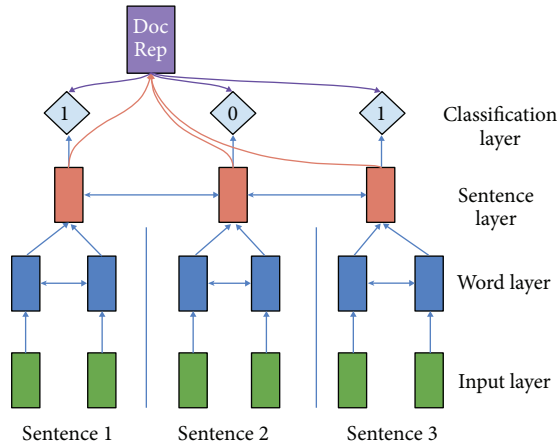 Doc
Rep
1
0
1
Classification
layer
Sentence
layer
Word layer
Input layer
Sentence 1
Sentence 2
Sentence 3